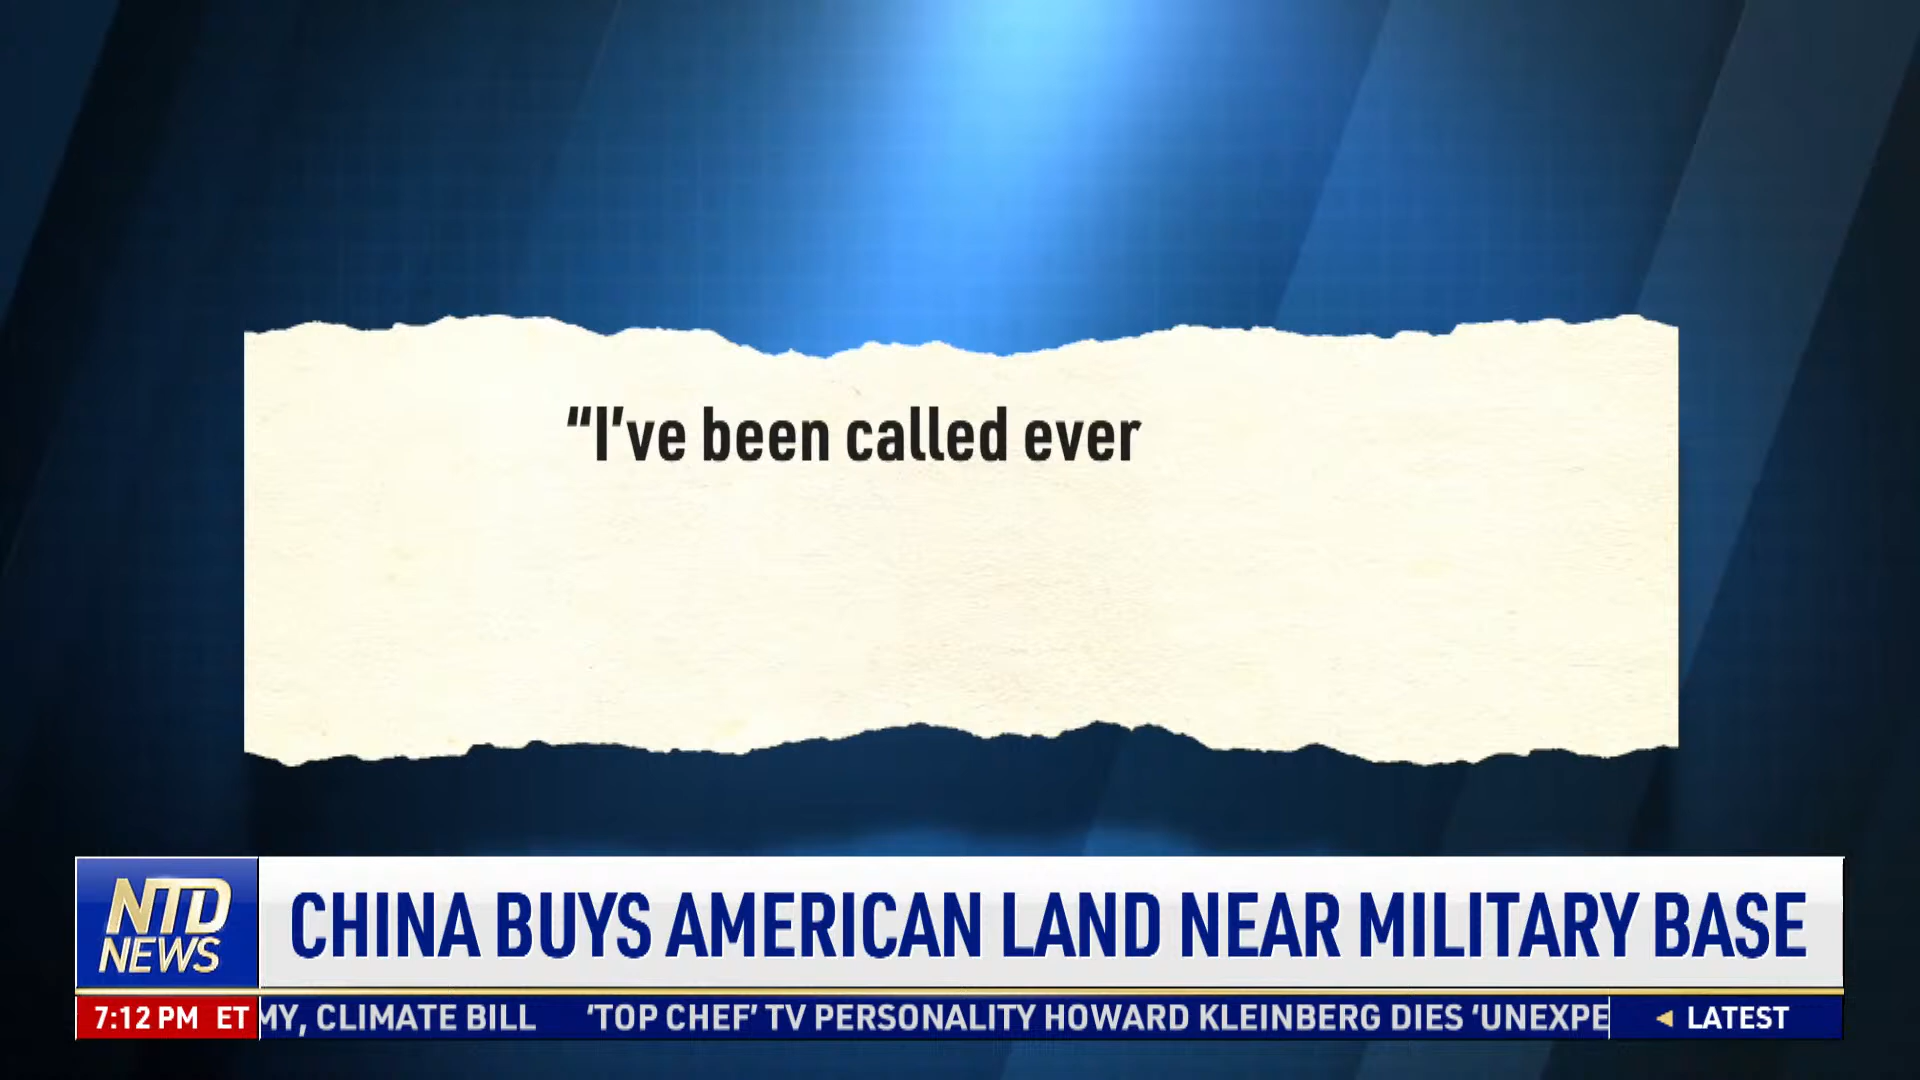 “I’ve been called ever
NTD
NEWS
CHINA BUYS AMERICAN LAND NEAR MILITARY BASE
7:12 PM ET
MY, CLIMATE BILL ‘TOP CHEF’ TV PERSONALITY HOWARD KLEINBERG DIES ‘UNEXPE
◄ LATEST